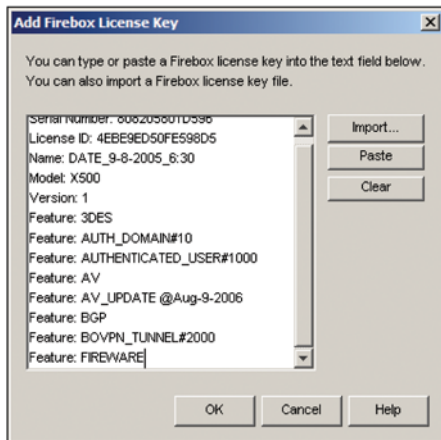 Add Firebox License Key
You can type or paste a Firebox license key into the text field below.
You can also import a Firebox license key file.
Serial Number: 808205801D596
License ID: 4EBE9ED50FE598D5
Name: DATE_9-8-2005_6:30
Model: X500
Version: 1
Feature: 3DES
Feature: AUTH_DOMAIN#10
Feature: AUTHENTICATED_USER#1000
Feature: AV
Feature: AV_UPDATE @Aug-9-2006
Feature: BGP
Feature: BOVPN_TUNNEL#2000
Feature: FIREWARE
Import...
Paste
Clear
OK
Cancel
Help